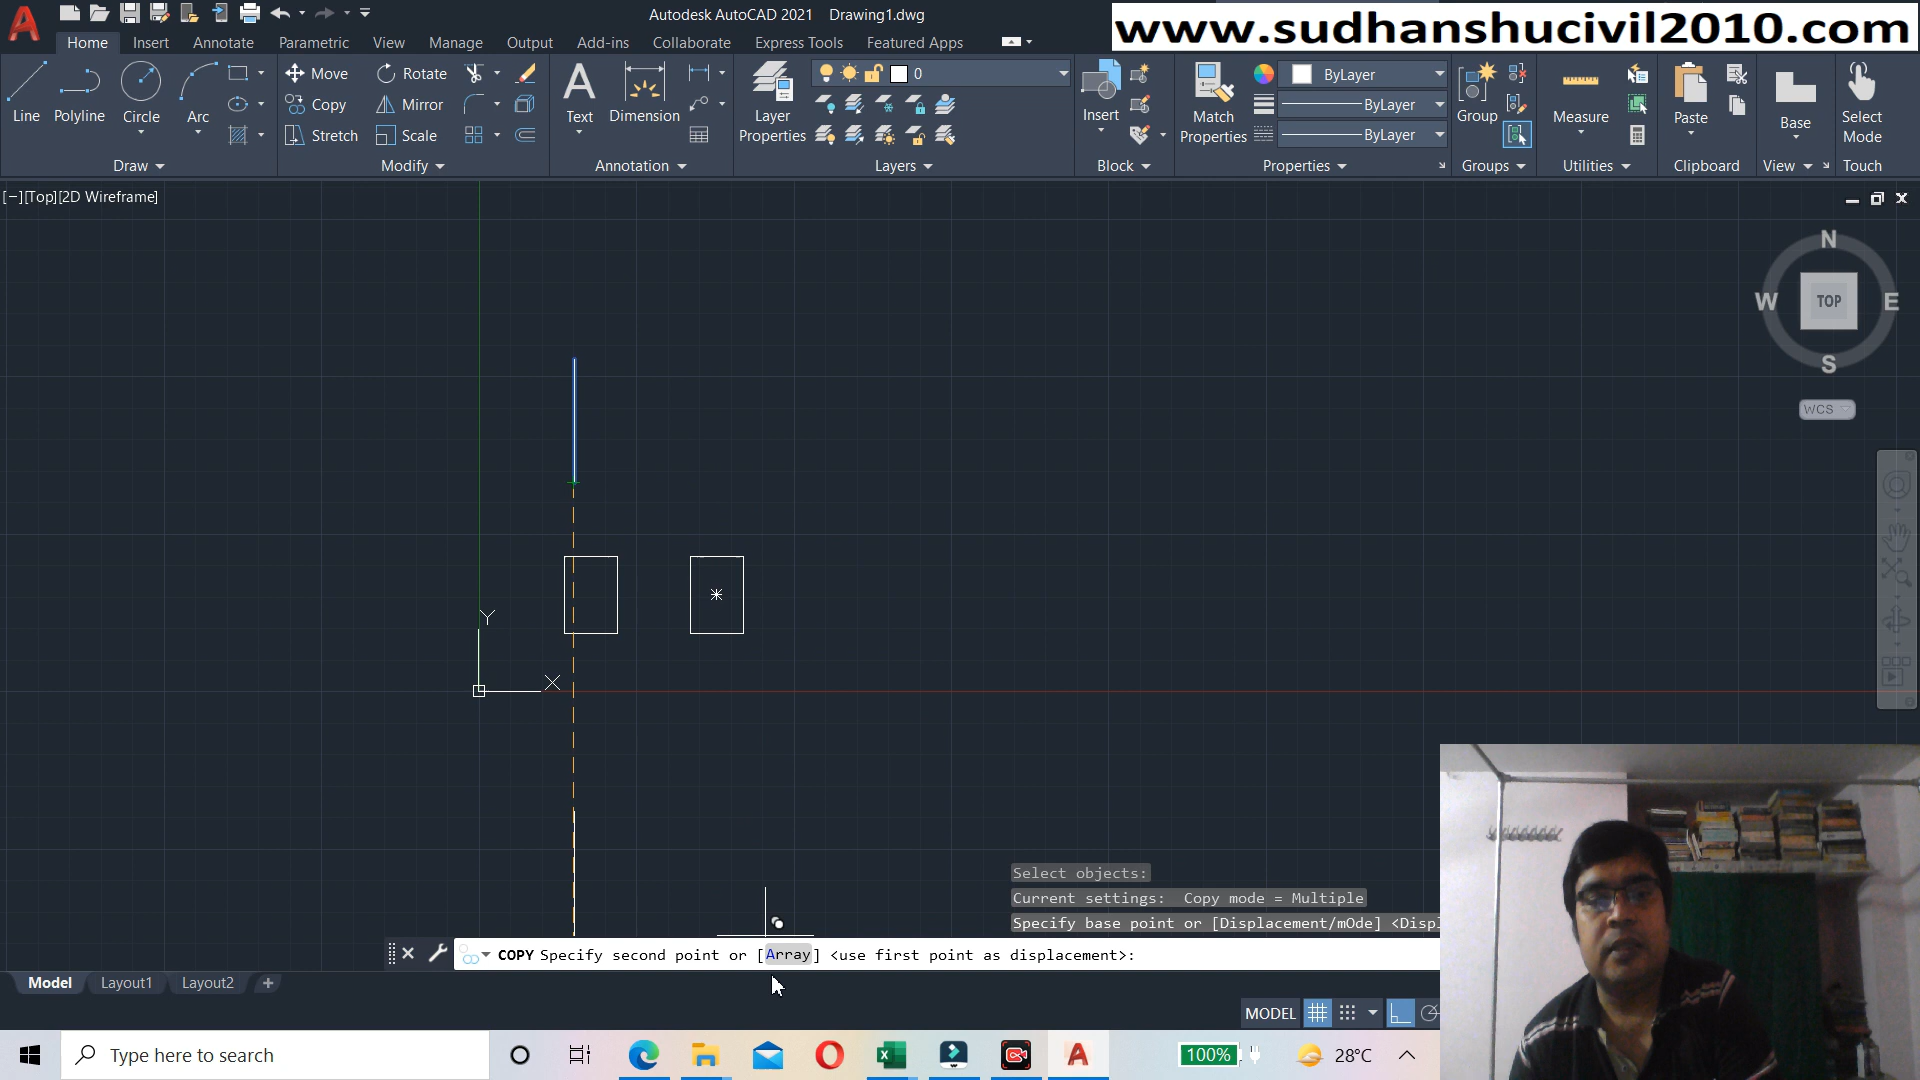 Autodesk AutoCAD 2021 Drawing1.dwg
www.sudhanshucivil2010.com
Home Insert Annotate Parametric View Manage Output Add-ins Collaborate Express Tools Featured Apps
Line Polyline Circle Arc
Move Rotate
Copy Mirror
Stretch Scale
Text Dimension
Layer Properties
0
Insert
Match Properties
ByLayer
ByLayer
ByLayer
Group
Measure
Paste
Base
Select Mode
Draw Modify Annotation Layers Block Properties Groups Utilities Clipboard View Touch
[−][Top][2D Wireframe]
N
W TOP E
S
WCS
Y
X
Select objects:
Current settings: Copy mode = Multiple
Specify base point or [Displacement/mOde] <Displ
COPY Specify second point or [Array] <use first point as displacement>:
Model Layout1 Layout2 +
MODEL
Type here to search
100% 28°C